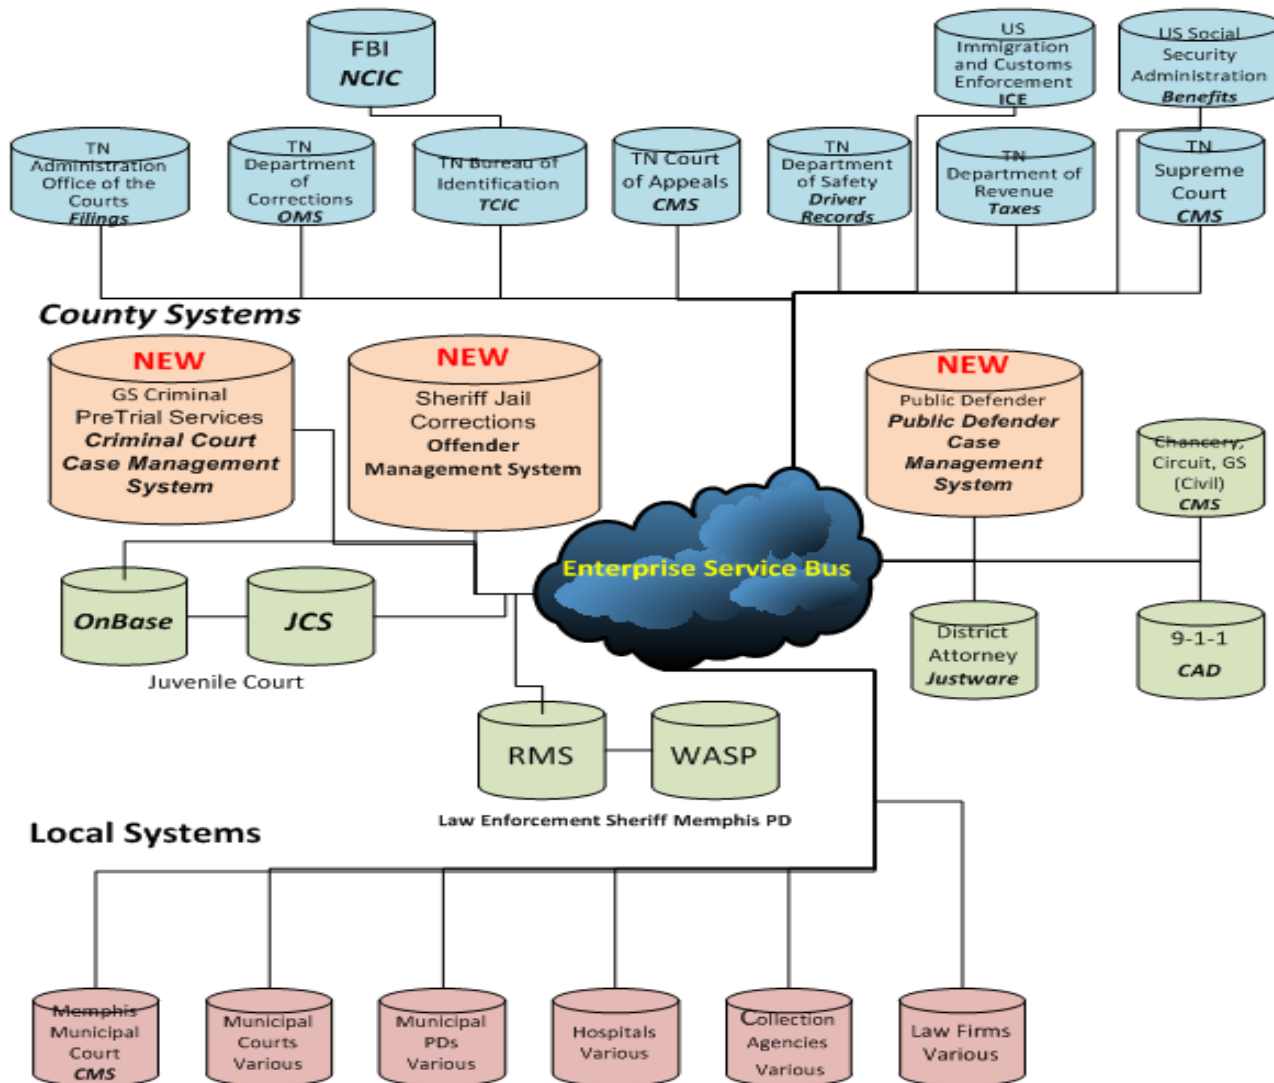 FBI
NCIC
US
Immigration
and Customs
Enforcement
ICE
US Social
Security
Administration
Benefits
TN
Administration
Office of the
Courts
Filings
TN
Department
of
Corrections
OMS
TN Bureau of
Identification
TCIC
TN Court
of Appeals
CMS
TN
Department
of Safety
Driver
Records
TN
Department of
Revenue
Taxes
TN
Supreme
Court
CMS
County Systems
NEW
GS Criminal
PreTrial Services
Criminal Court
Case Management
System
NEW
Sheriff Jail
Corrections
Offender
Management System
NEW
Public Defender
Public Defender
Case
Management
System
Chancery,
Circuit, GS
(Civil)
CMS
Enterprise Service Bus
OnBase
JCS
Juvenile Court
District
Attorney
Justware
9-1-1
CAD
RMS
WASP
Law Enforcement Sheriff Memphis PD
Local Systems
Memphis
Municipal
Court
CMS
Municipal
Courts
Various
Municipal
PDs
Various
Hospitals
Various
Collection
Agencies
Various
Law Firms
Various